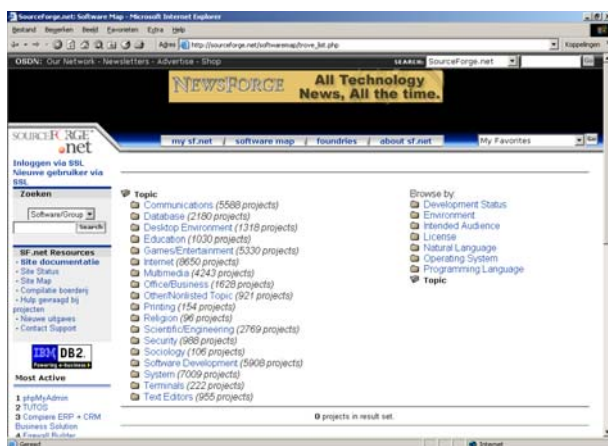 SourceForge.net: Software Map - Microsoft Internet Explorer
Bestand Bewerken Beeld Favorieten Extra Help
Adres http://sourceforge.net/softwaremap/trove_list.php
Koppelingen
OSDN: Our Network - Newsletters - Advertise - Shop
SEARCH: SourceForge.net
NEWSFORGE All Technology
News, All the time.
SOURCEFORGE
.net
my sf.net / software map / foundries / about sf.net
My Favorites
Inloggen via SSL
Nieuwe gebruiker via
SSL
Zoeken
Software/Group
Search
SF.net Resources
- Site documentatie
- Site Status
- Site Map
- Compilatie boerderij
- Hulp gevraagd bij
projecten
- Nieuwe uitgaves
- Contact Support
IBM DB2.
Powering e-business
Most Active
1 phpMyAdmin
2 TUTOS
3 Compiere ERP + CRM
Business Solution
4 Firewall Builder
Topic
Communications (5588 projects)
Database (2180 projects)
Desktop Environment (1318 projects)
Education (1030 projects)
Games/Entertainment (5330 projects)
Internet (8650 projects)
Multimedia (4243 projects)
Office/Business (1628 projects)
Other/Nonlisted Topic (921 projects)
Printing (154 projects)
Religion (96 projects)
Scientific/Engineering (2769 projects)
Security (988 projects)
Sociology (106 projects)
Software Development (5908 projects)
System (7009 projects)
Terminals (222 projects)
Text Editors (955 projects)
Browse by:
Development Status
Environment
Intended Audience
License
Natural Language
Operating System
Programming Language
Topic
0 projects in result set.
Gereed
Internet